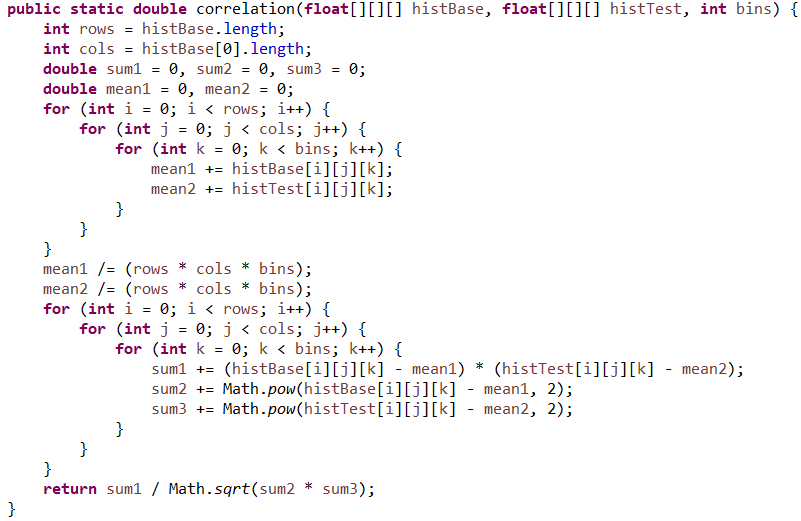 public static double correlation(float[][][] histBase, float[][][] histTest, int bins) {
    int rows = histBase.length;
    int cols = histBase[0].length;
    double sum1 = 0, sum2 = 0, sum3 = 0;
    double mean1 = 0, mean2 = 0;
    for (int i = 0; i < rows; i++) {
        for (int j = 0; j < cols; j++) {
            for (int k = 0; k < bins; k++) {
                mean1 += histBase[i][j][k];
                mean2 += histTest[i][j][k];
            }
        }
    }
    mean1 /= (rows * cols * bins);
    mean2 /= (rows * cols * bins);
    for (int i = 0; i < rows; i++) {
        for (int j = 0; j < cols; j++) {
            for (int k = 0; k < bins; k++) {
                sum1 += (histBase[i][j][k] - mean1) * (histTest[i][j][k] - mean2);
                sum2 += Math.pow(histBase[i][j][k] - mean1, 2);
                sum3 += Math.pow(histTest[i][j][k] - mean2, 2);
            }
        }
    }
    return sum1 / Math.sqrt(sum2 * sum3);
}